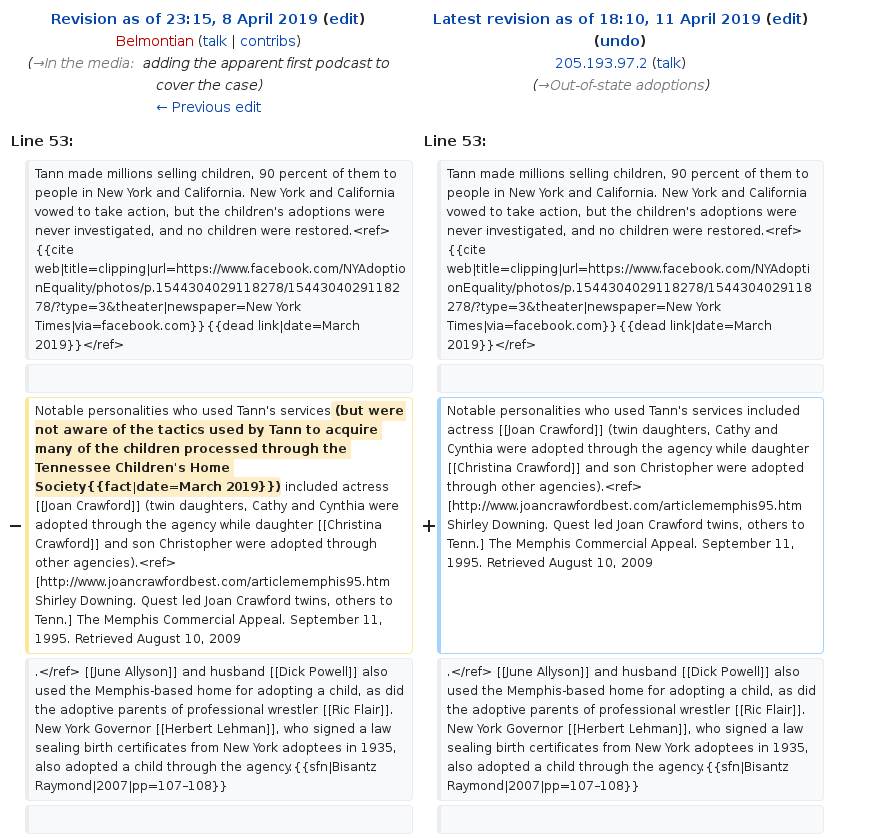 Revision as of 23:15, 8 April 2019 (edit)
Belmontian (talk | contribs)
(→In the media: adding the apparent first podcast to
cover the case)
← Previous edit
Latest revision as of 18:10, 11 April 2019 (edit)
(undo)
205.193.97.2 (talk)
(→Out-of-state adoptions)
Line 53:
Line 53:
Tann made millions selling children, 90 percent of them to
people in New York and California. New York and California
vowed to take action, but the children's adoptions were
never investigated, and no children were restored.<ref>
{{cite
web|title=clipping|url=https://www.facebook.com/NYAdoptio
nEquality/photos/p.1544304029118278/15443040291182
78/?type=3&theater|newspaper=New York
Times|via=facebook.com}}{{dead link|date=March
2019}}</ref>
Tann made millions selling children, 90 percent of them to
people in New York and California. New York and California
vowed to take action, but the children's adoptions were
never investigated, and no children were restored.<ref>
{{cite
web|title=clipping|url=https://www.facebook.com/NYAdopti
onEquality/photos/p.1544304029118278/1544304029118
278/?type=3&theater|newspaper=New York
Times|via=facebook.com}}{{dead link|date=March
2019}}</ref>
−
Notable personalities who used Tann's services (but were
not aware of the tactics used by Tann to acquire
many of the children processed through the
Tennessee Children's Home
Society{{fact|date=March 2019}}) included actress
[[Joan Crawford]] (twin daughters, Cathy and Cynthia were
adopted through the agency while daughter [[Christina
Crawford]] and son Christopher were adopted through
other agencies).<ref>
[http://www.joancrawfordbest.com/articlememphis95.htm
Shirley Downing. Quest led Joan Crawford twins, others to
Tenn.] The Memphis Commercial Appeal. September 11,
1995. Retrieved August 10, 2009
+
Notable personalities who used Tann's services included
actress [[Joan Crawford]] (twin daughters, Cathy and
Cynthia were adopted through the agency while daughter
[[Christina Crawford]] and son Christopher were adopted
through other agencies).<ref>
[http://www.joancrawfordbest.com/articlememphis95.htm
Shirley Downing. Quest led Joan Crawford twins, others to
Tenn.] The Memphis Commercial Appeal. September 11,
1995. Retrieved August 10, 2009
.</ref> [[June Allyson]] and husband [[Dick Powell]] also
used the Memphis-based home for adopting a child, as did
the adoptive parents of professional wrestler [[Ric Flair]].
New York Governor [[Herbert Lehman]], who signed a law
sealing birth certificates from New York adoptees in 1935,
also adopted a child through the agency.{{sfn|Bisantz
Raymond|2007|pp=107–108}}
.</ref> [[June Allyson]] and husband [[Dick Powell]] also
used the Memphis-based home for adopting a child, as did
the adoptive parents of professional wrestler [[Ric Flair]].
New York Governor [[Herbert Lehman]], who signed a law
sealing birth certificates from New York adoptees in 1935,
also adopted a child through the agency.{{sfn|Bisantz
Raymond|2007|pp=107–108}}